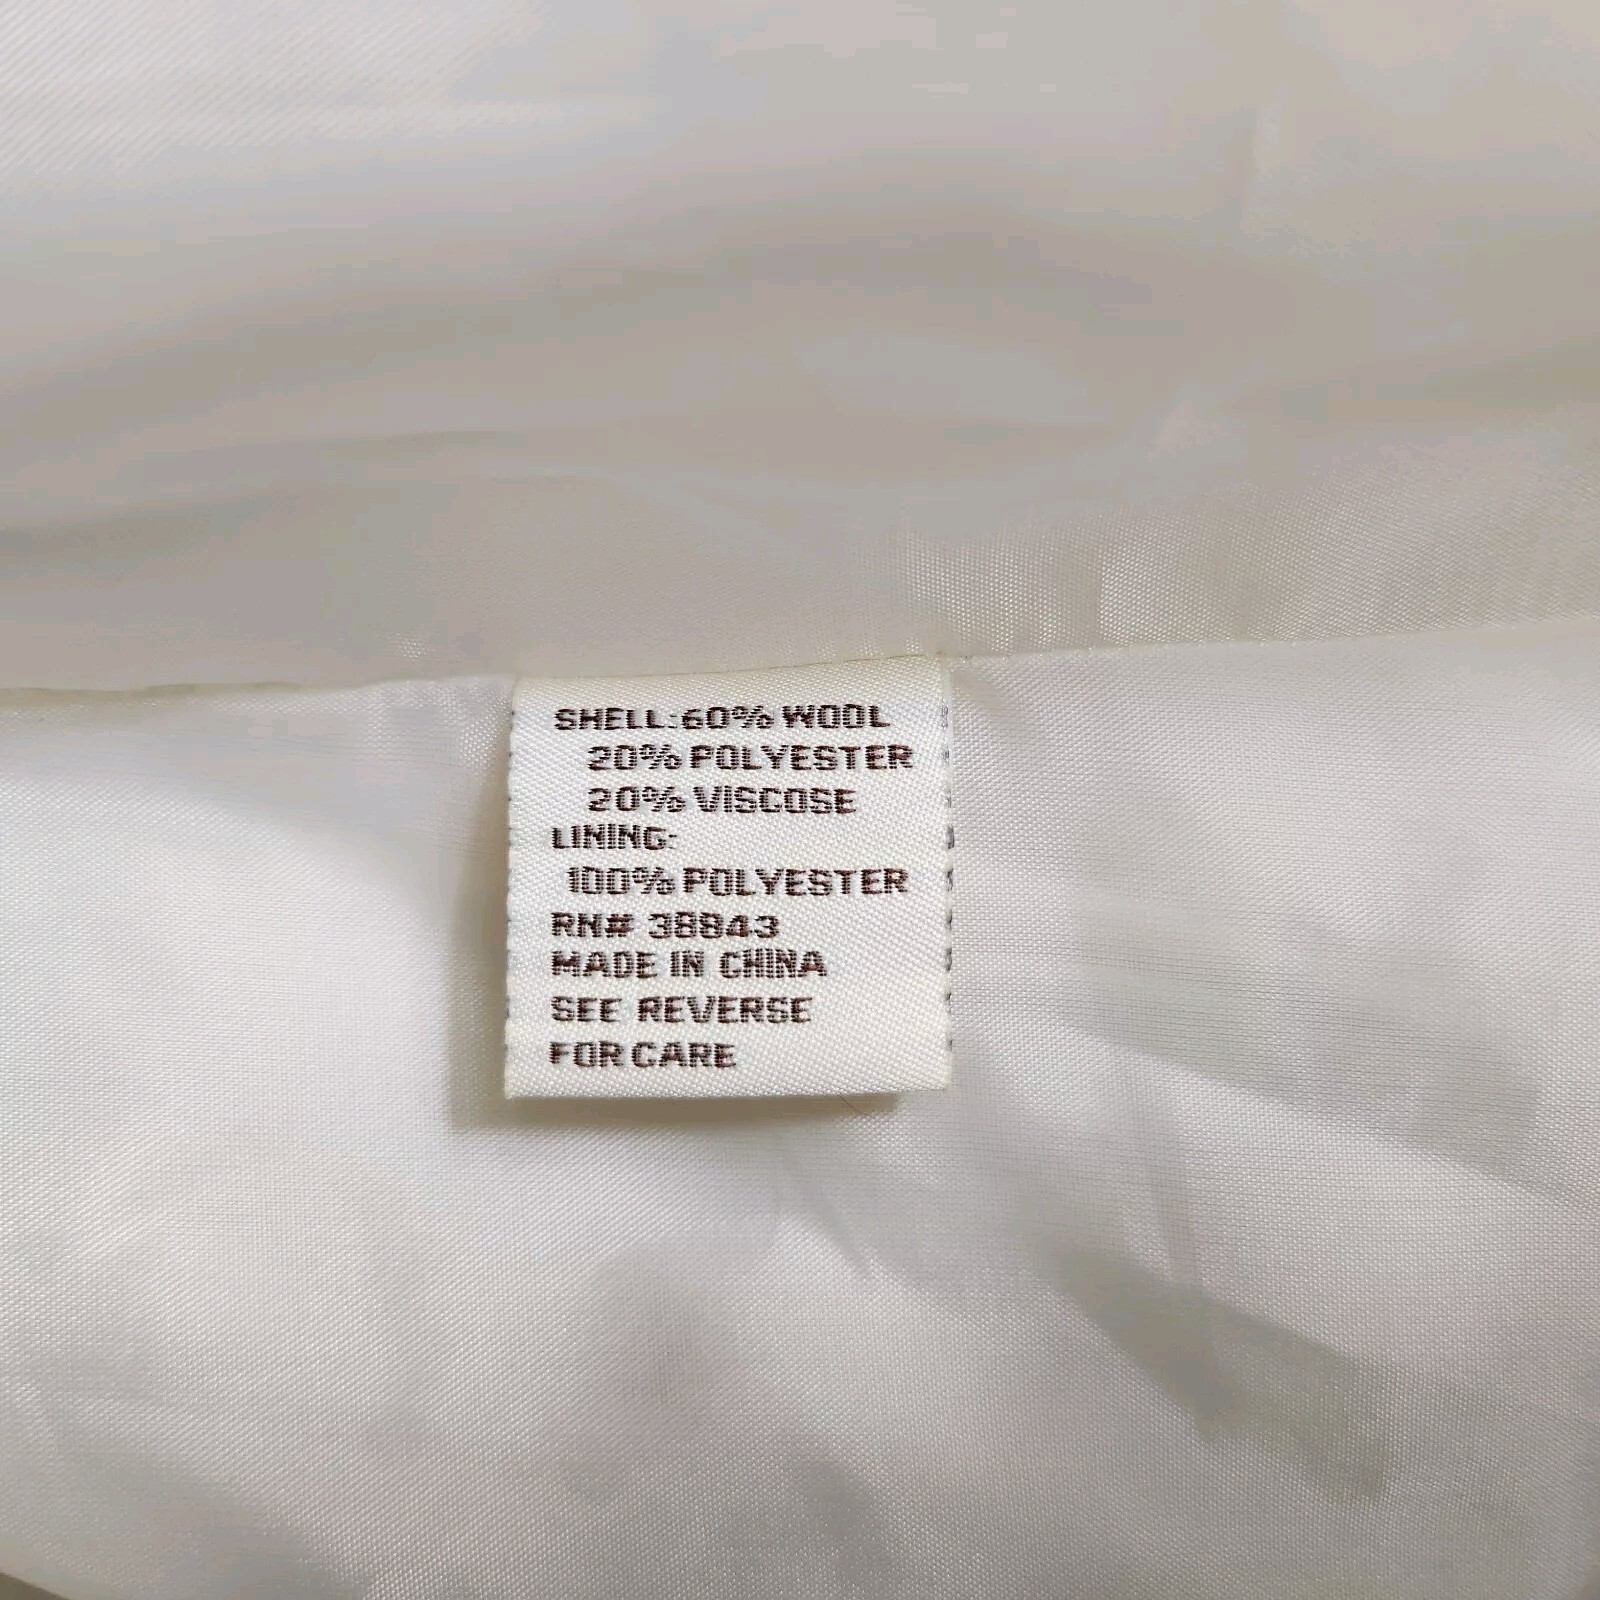 SHELL:60% WOOL
20% POLYESTER
20% VISCOSE
LINING:
100% POLYESTER
RN# 38843
MADE IN CHINA
SEE REVERSE
FOR CARE